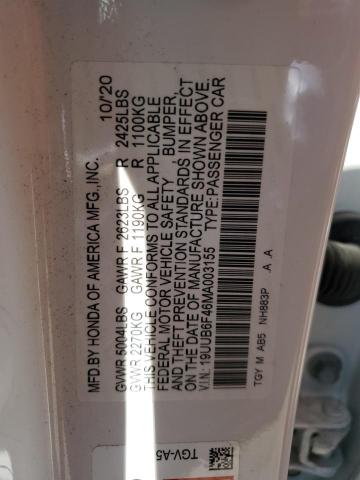 MFD.BY HONDA OF AMERICA MFG.,INC. 10/'20
GVWR 5004LBS GAWR F 2623LBS R 2425LBS
GVWR 2270KG GAWR F 1190KG R 1100KG
THIS VEHICLE CONFORMS TO ALL APPLICABLE
FEDERAL MOTOR VEHICLE SAFETY, BUMPER,
AND THEFT PREVENTION STANDARDS IN EFFECT
ON THE DATE OF MANUFACTURE SHOWN ABOVE.
V.I.N.: 19UUB6F46MA003155 TYPE:PASSENGER CAR
TGY M AB5 NH883P .A .A
TGV-A5